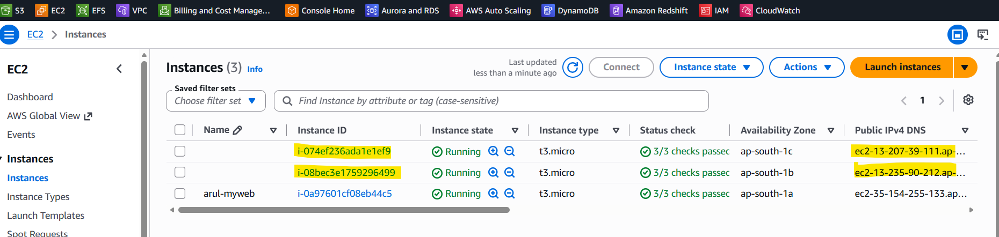 S3 EC2 EFS VPC Billing and Cost Manage... Console Home Aurora and RDS AWS Auto Scaling DynamoDB Amazon Redshift IAM CloudWatch
EC2 > Instances
EC2
Dashboard
AWS Global View
Events
Instances
Instances
Instance Types
Launch Templates
Spot Requests
Instances (3) Info
Last updated
less than a minute ago
Connect Instance state Actions Launch instances
Saved filter sets
Choose filter set
Find Instance by attribute or tag (case-sensitive)
1
Name Instance ID Instance state Instance type Status check Availability Zone Public IPv4 DNS
i-074ef236ada1e1ef9 Running t3.micro 3/3 checks passec ap-south-1c ec2-13-207-39-111.ap-...
i-08bec3e1759296499 Running t3.micro 3/3 checks passec ap-south-1b ec2-13-235-90-212.ap-...
arul-myweb i-0a97601cf08eb44c5 Running t3.micro 3/3 checks passec ap-south-1a ec2-35-154-255-133.ap...